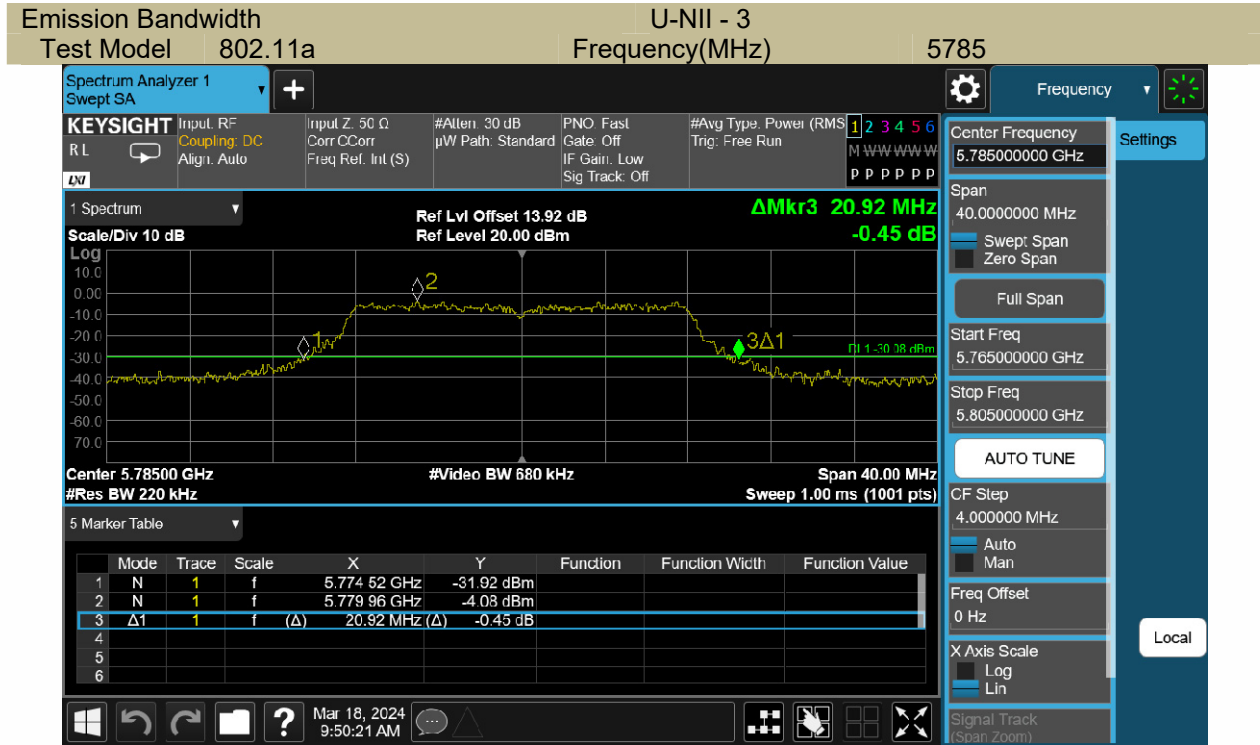 Emission Bandwidth U-NII - 3
Test Model 802.11a Frequency(MHz) 5785
Spectrum Analyzer 1
Swept SA
+
Frequency
KEYSIGHT
RL
LXI
Input: RF
Coupling: DC
Align: Auto
Input Z: 50 Ω
Corr CCorr
Freq Ref: Int (S)
#Atten: 30 dB
µW Path: Standard
PNO: Fast
Gate: Off
IF Gain: Low
Sig Track: Off
#Avg Type: Power (RMS
Trig: Free Run
1 2 3 4 5 6
M W W W W W
P P P P P P
Center Frequency
5.785000000 GHz
Settings
Span
40.0000000 MHz
Swept Span
Zero Span
Full Span
Start Freq
5.765000000 GHz
Stop Freq
5.805000000 GHz
AUTO TUNE
CF Step
4.000000 MHz
Auto
Man
Freq Offset
0 Hz
X Axis Scale
Log
Lin
Signal Track
(Span Zoom)
Local
1 Spectrum
Scale/Div 10 dB
Ref Lvl Offset 13.92 dB
Ref Level 20.00 dBm
ΔMkr3 20.92 MHz
-0.45 dB
Log
10.0
0.00
-10.0
-20.0
-30.0
-40.0
-50.0
-60.0
70.0
2
1
3Δ1
DL1 -30.08 dBm
Center 5.78500 GHz #Video BW 680 kHz Span 40.00 MHz
#Res BW 220 kHz Sweep 1.00 ms (1001 pts)
5 Marker Table
Mode Trace Scale X Y Function Function Width Function Value
1 N 1 f 5.774 52 GHz -31.92 dBm
2 N 1 f 5.779 96 GHz -4.08 dBm
3 Δ1 1 f (Δ) 20.92 MHz (Δ) -0.45 dB
4
5
6
?
Mar 18, 2024
9:50:21 AM